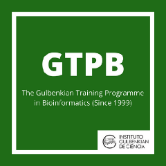 GTPB
The Gulbenkian Training Programme
in Bioinformatics (Since 1999)
INSTITUTO
GULBENKIAN
DE CIÊNCIA